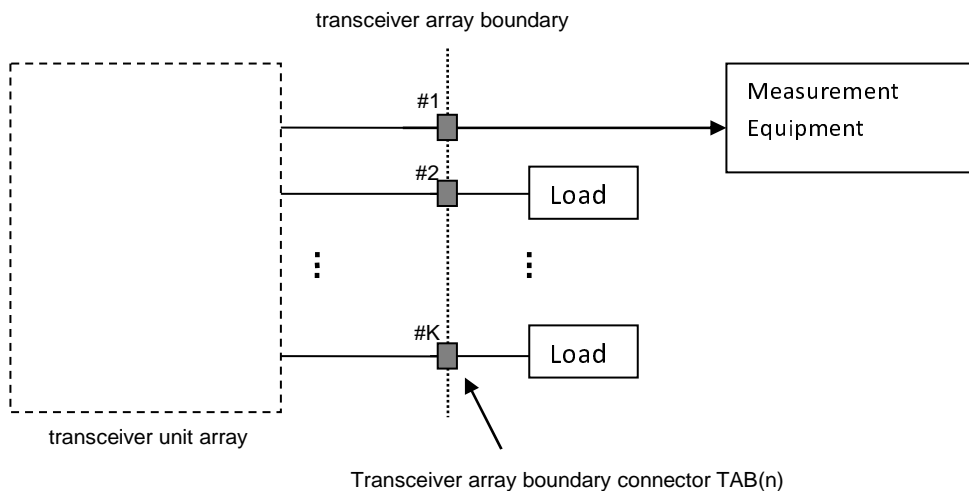 transceiver array boundary
#1
Measurement
Equipment
#2
Load
#K
Load
transceiver unit array
Transceiver array boundary connector TAB(n)